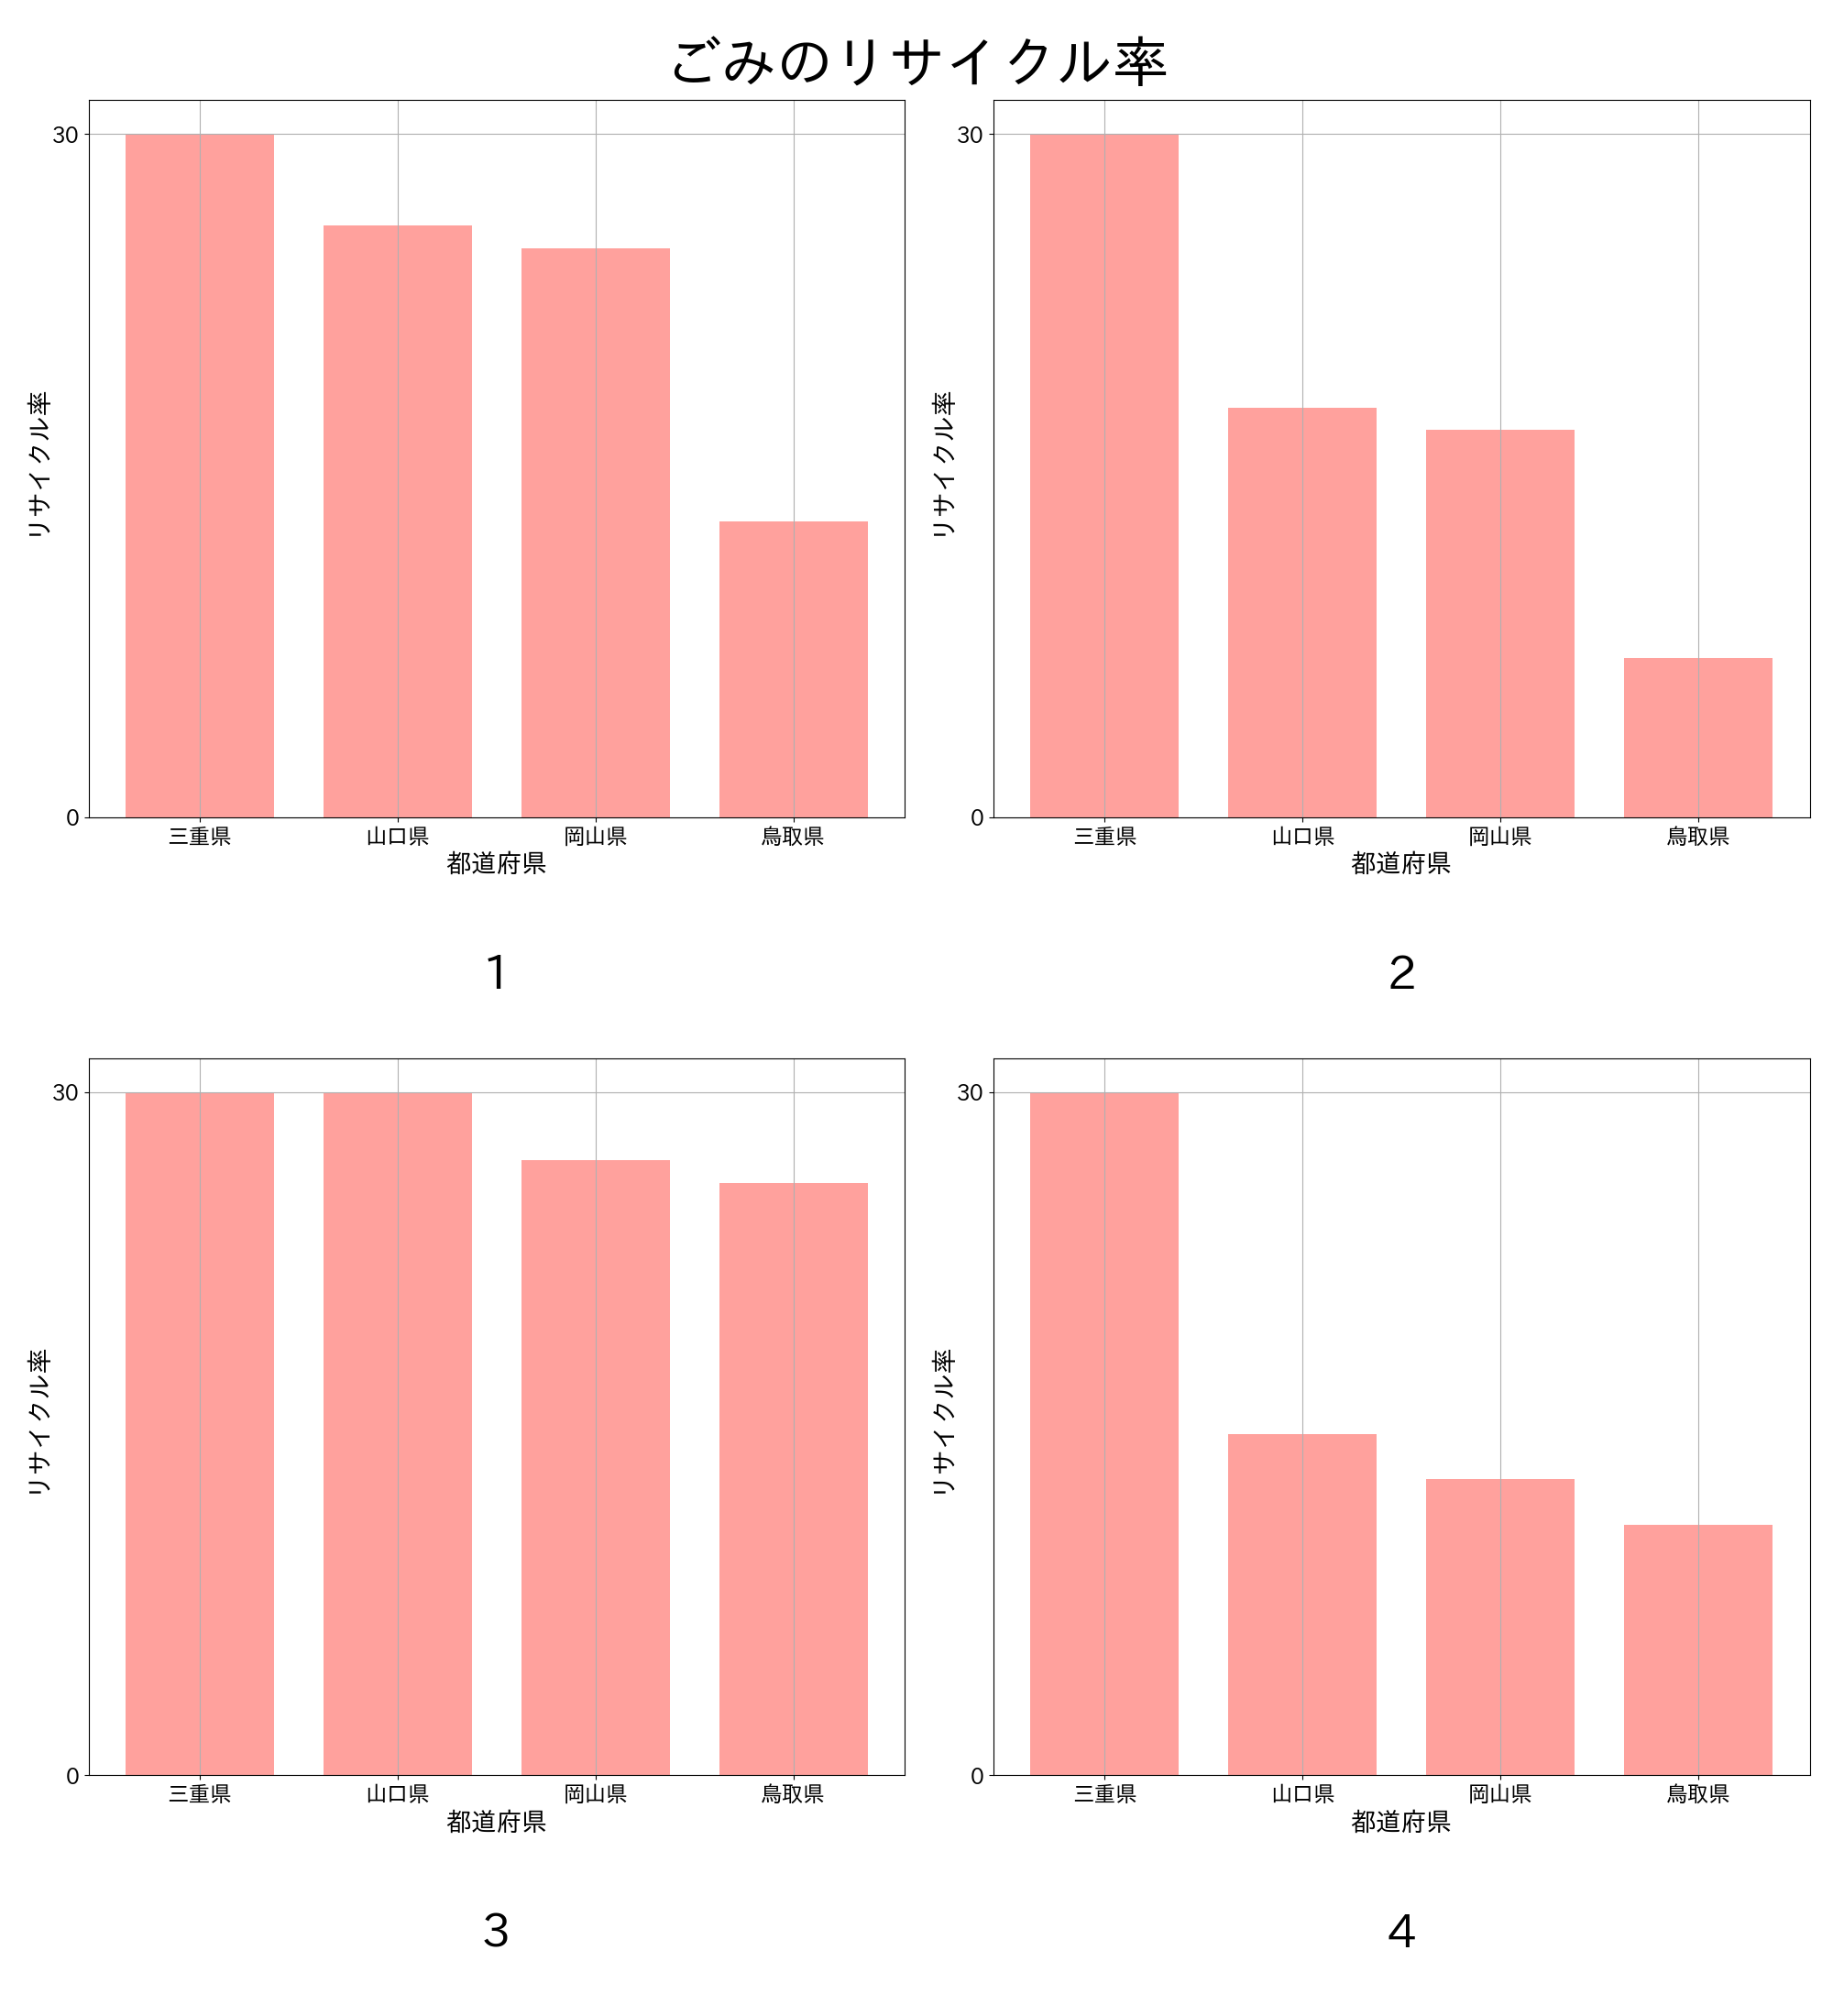 ごみのリサイクル率
30
0
リサイクル率
三重県 山口県 岡山県 鳥取県
都道府県
1
30
0
リサイクル率
三重県 山口県 岡山県 鳥取県
都道府県
2
30
0
リサイクル率
三重県 山口県 岡山県 鳥取県
都道府県
3
30
0
リサイクル率
三重県 山口県 岡山県 鳥取県
都道府県
4